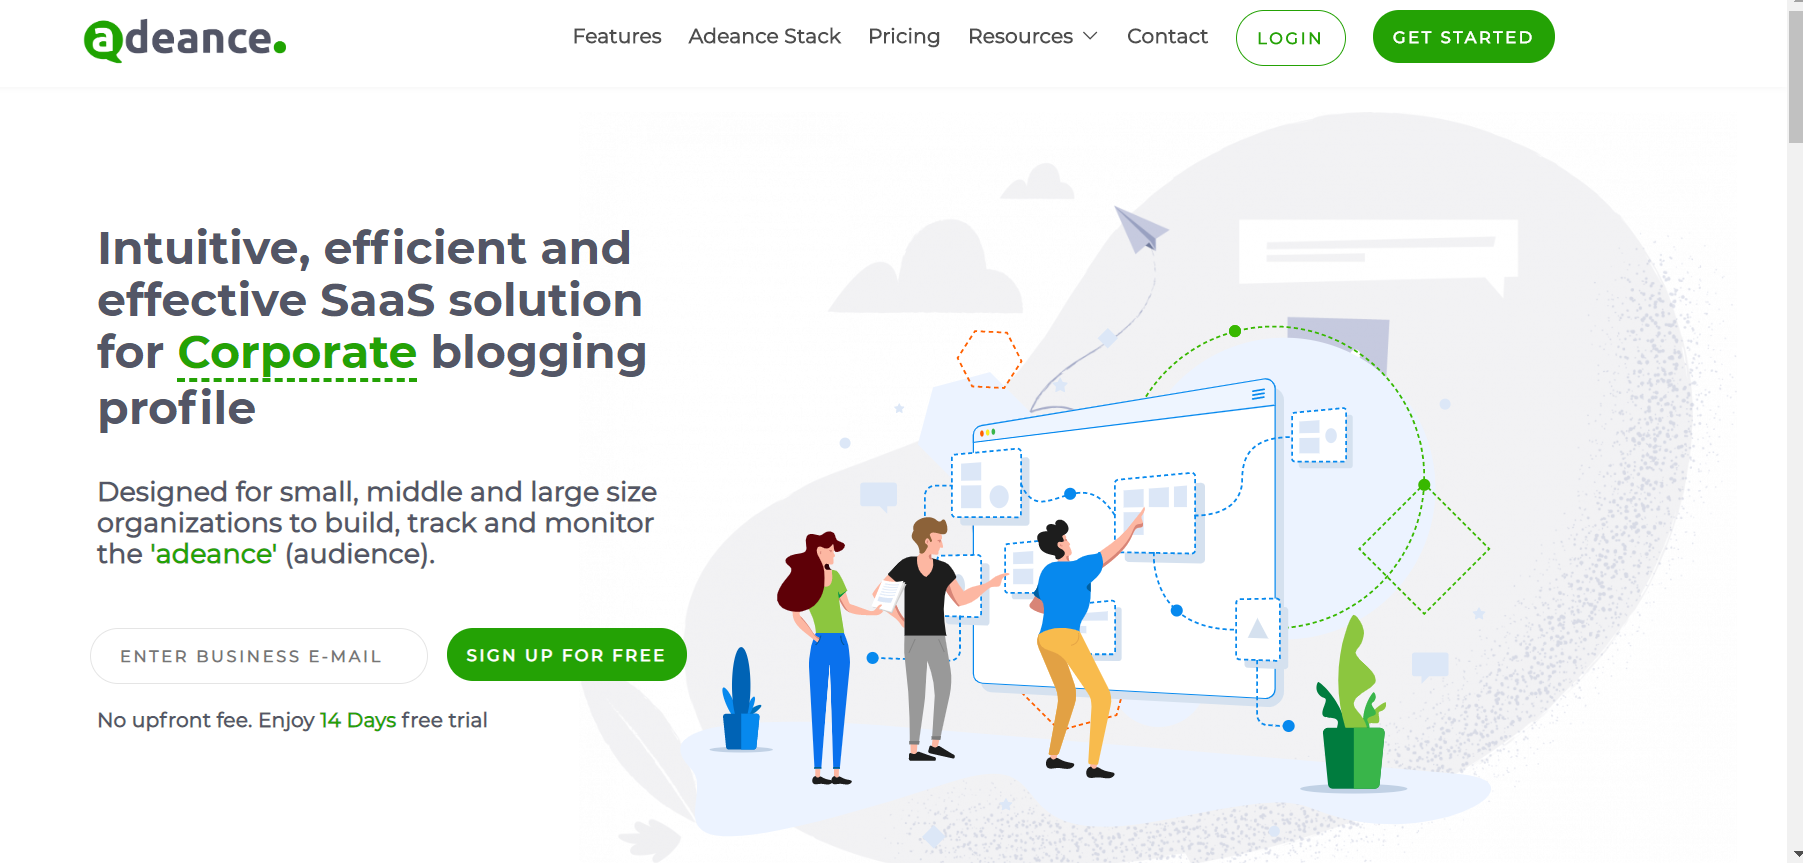 adeance.
Features
Adeance Stack
Pricing
Resources
Contact
LOGIN
GET STARTED
Intuitive, efficient and
effective SaaS solution
for Corporate blogging
profile
Designed for small, middle and large size
organizations to build, track and monitor
the 'adeance' (audience).
ENTER BUSINESS E-MAIL
SIGN UP FOR FREE
No upfront fee. Enjoy 14 Days free trial